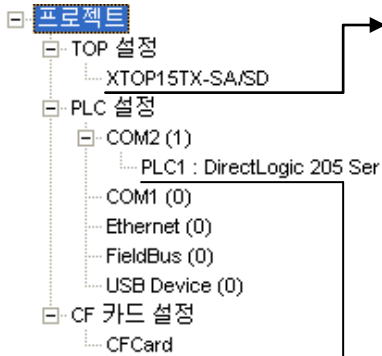 프로젝트
TOP 설정
XTOP15TX-SA/SD
PLC 설정
COM2 (1)
PLC1 : DirectLogic 205 Ser
COM1 (0)
Ethernet (0)
FieldBus (0)
USB Device (0)
CF 카드 설정
CFCard